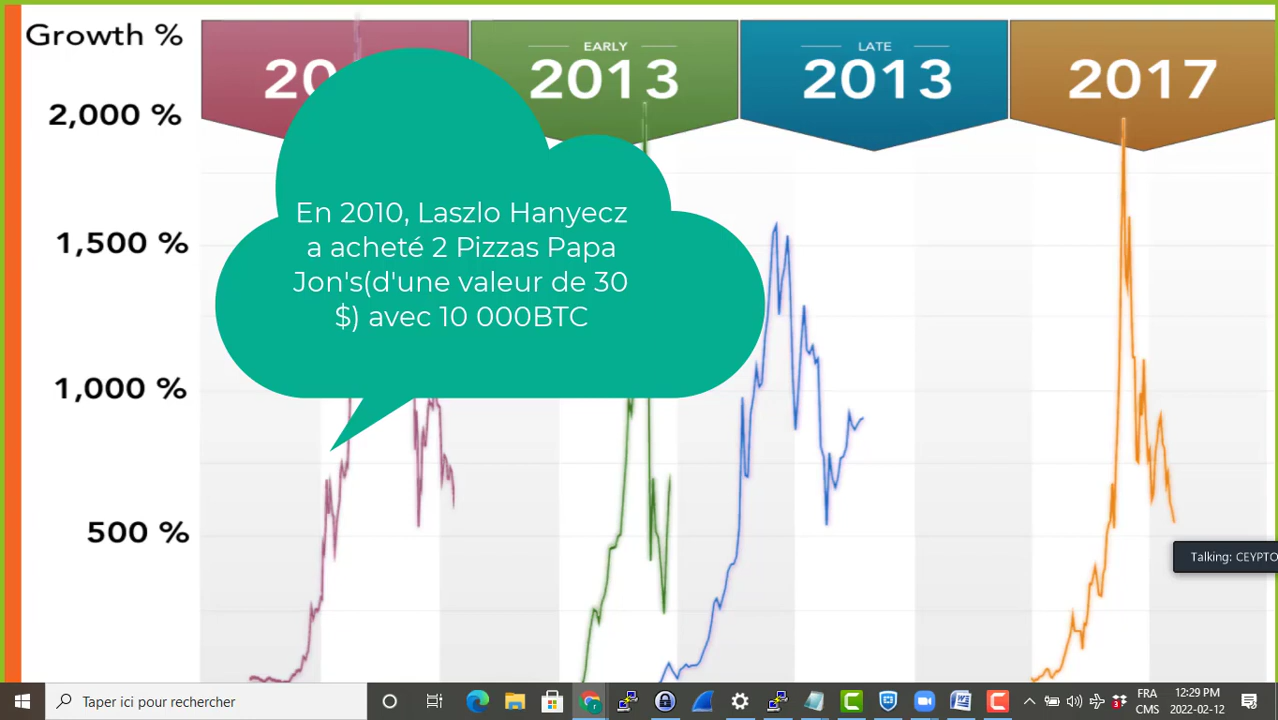 Growth %
20
EARLY
2013
LATE
2013
2017
2,000 %
1,500 %
1,000 %
500 %
En 2010, Laszlo Hanyecz
a acheté 2 Pizzas Papa
Jon's(d'une valeur de 30
$) avec 10 000BTC
Talking: CEYPTO
Taper ici pour rechercher
FRA
CMS
12:29 PM
2022-02-12